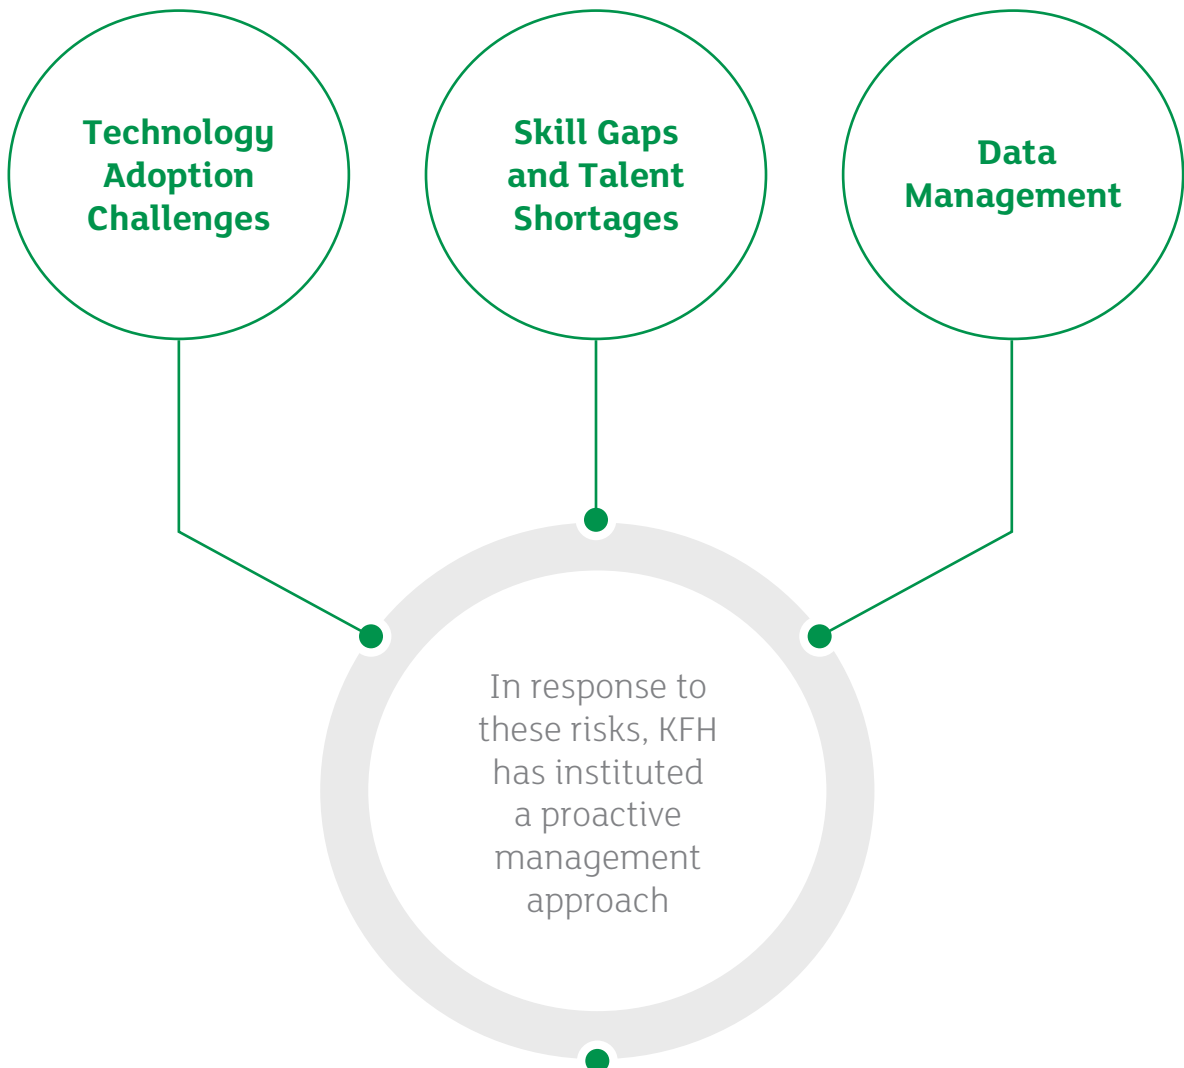 Technology
Adoption
Challenges
Skill Gaps
and Talent
Shortages
Data
Management
In response to
these risks, KFH
has instituted
a proactive
management
approach